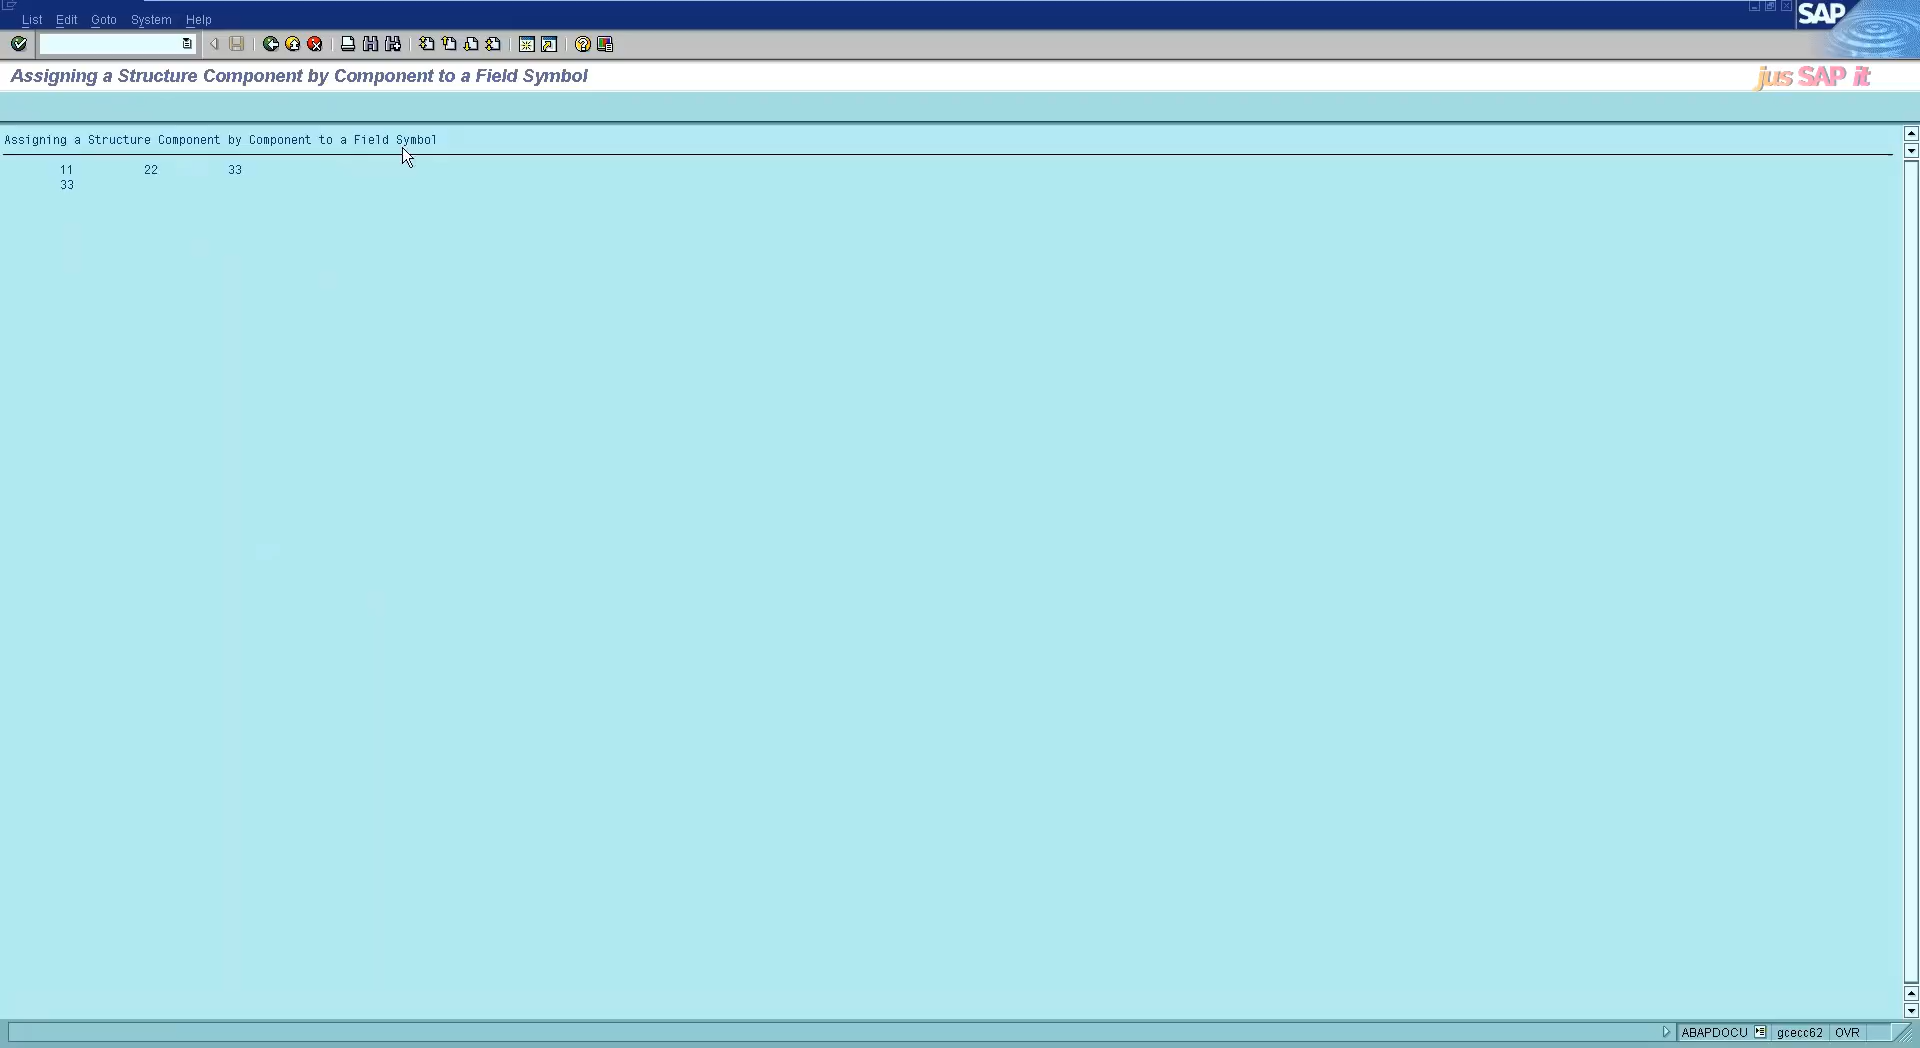 List Edit Goto System Help
SAP
Assigning a Structure Component by Component to a Field Symbol
jus SAP it
Assigning a Structure Component by Component to a Field Symbol
11 22 33
33
ABAPDOCU gcecc62 OVR